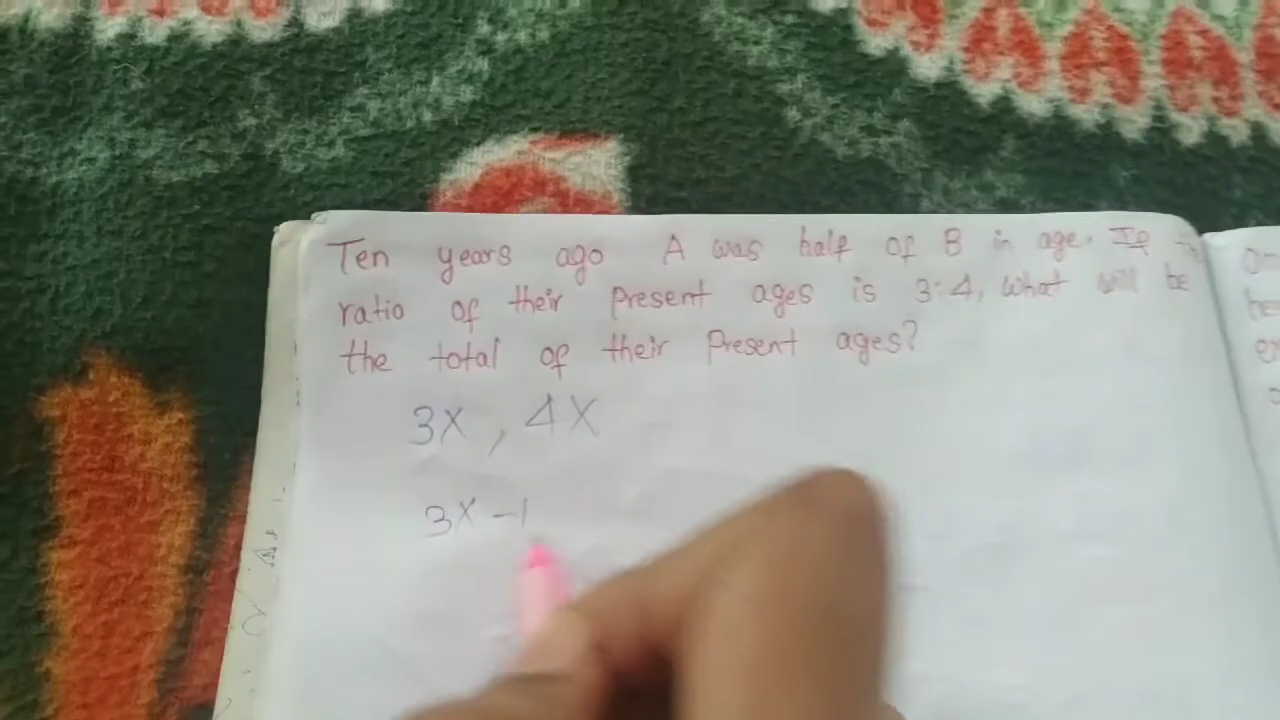 Ten years ago A was half of B in age. If
ratio of their present ages is 3:4, what will be
the total of their Present ages?
3X , 4X
3X -1